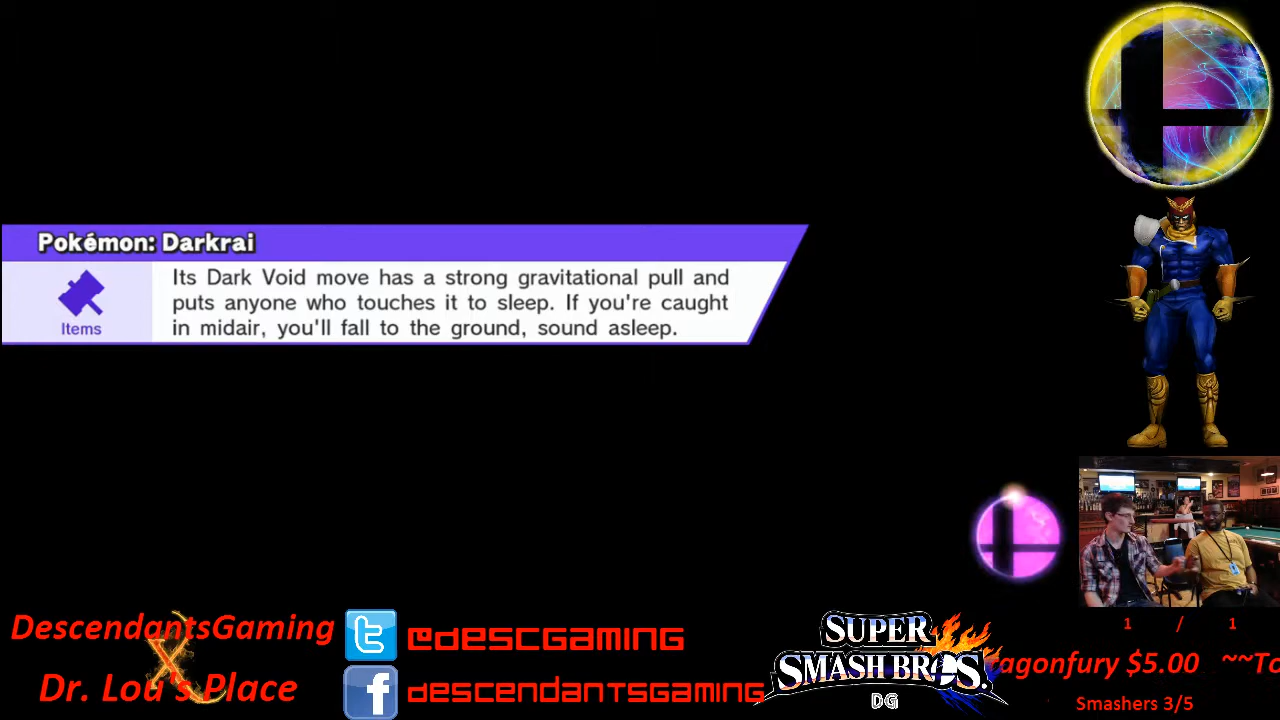 Pokémon: Darkrai
Items
Its Dark Void move has a strong gravitational pull and
puts anyone who touches it to sleep. If you're caught
in midair, you'll fall to the ground, sound asleep.
DescendantsGaming
X
Dr. Lou's Place
@descgaming
descendantsgaming
SUPER
SMASH BROS.
DG
1 / 1
agonfury $5.00 ~~To
Smashers 3/5